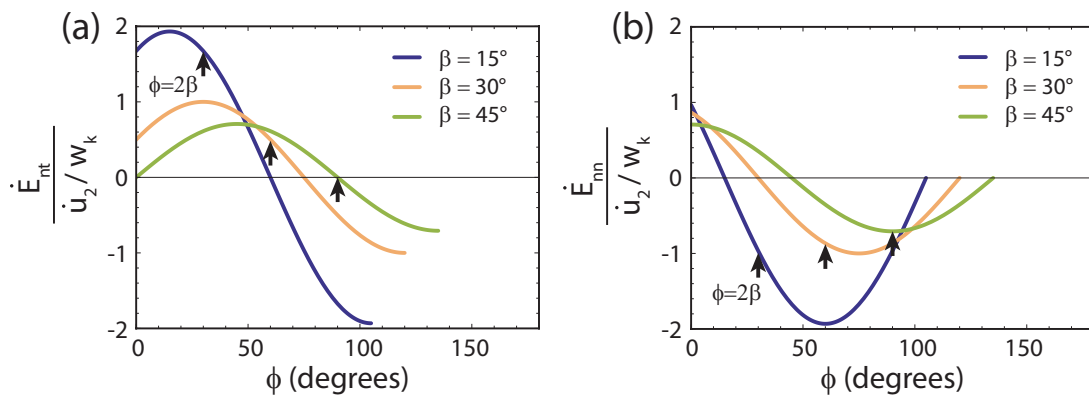 (a)
2
1
0
-1
-2
Ė_nt
u̇_2 / w_k
ϕ=2β
β = 15°
β = 30°
β = 45°
0
50
100
150
ϕ (degrees)
(b)
2
1
0
-1
-2
Ė_nn
u̇_2 / w_k
ϕ=2β
β = 15°
β = 30°
β = 45°
0
50
100
150
ϕ (degrees)